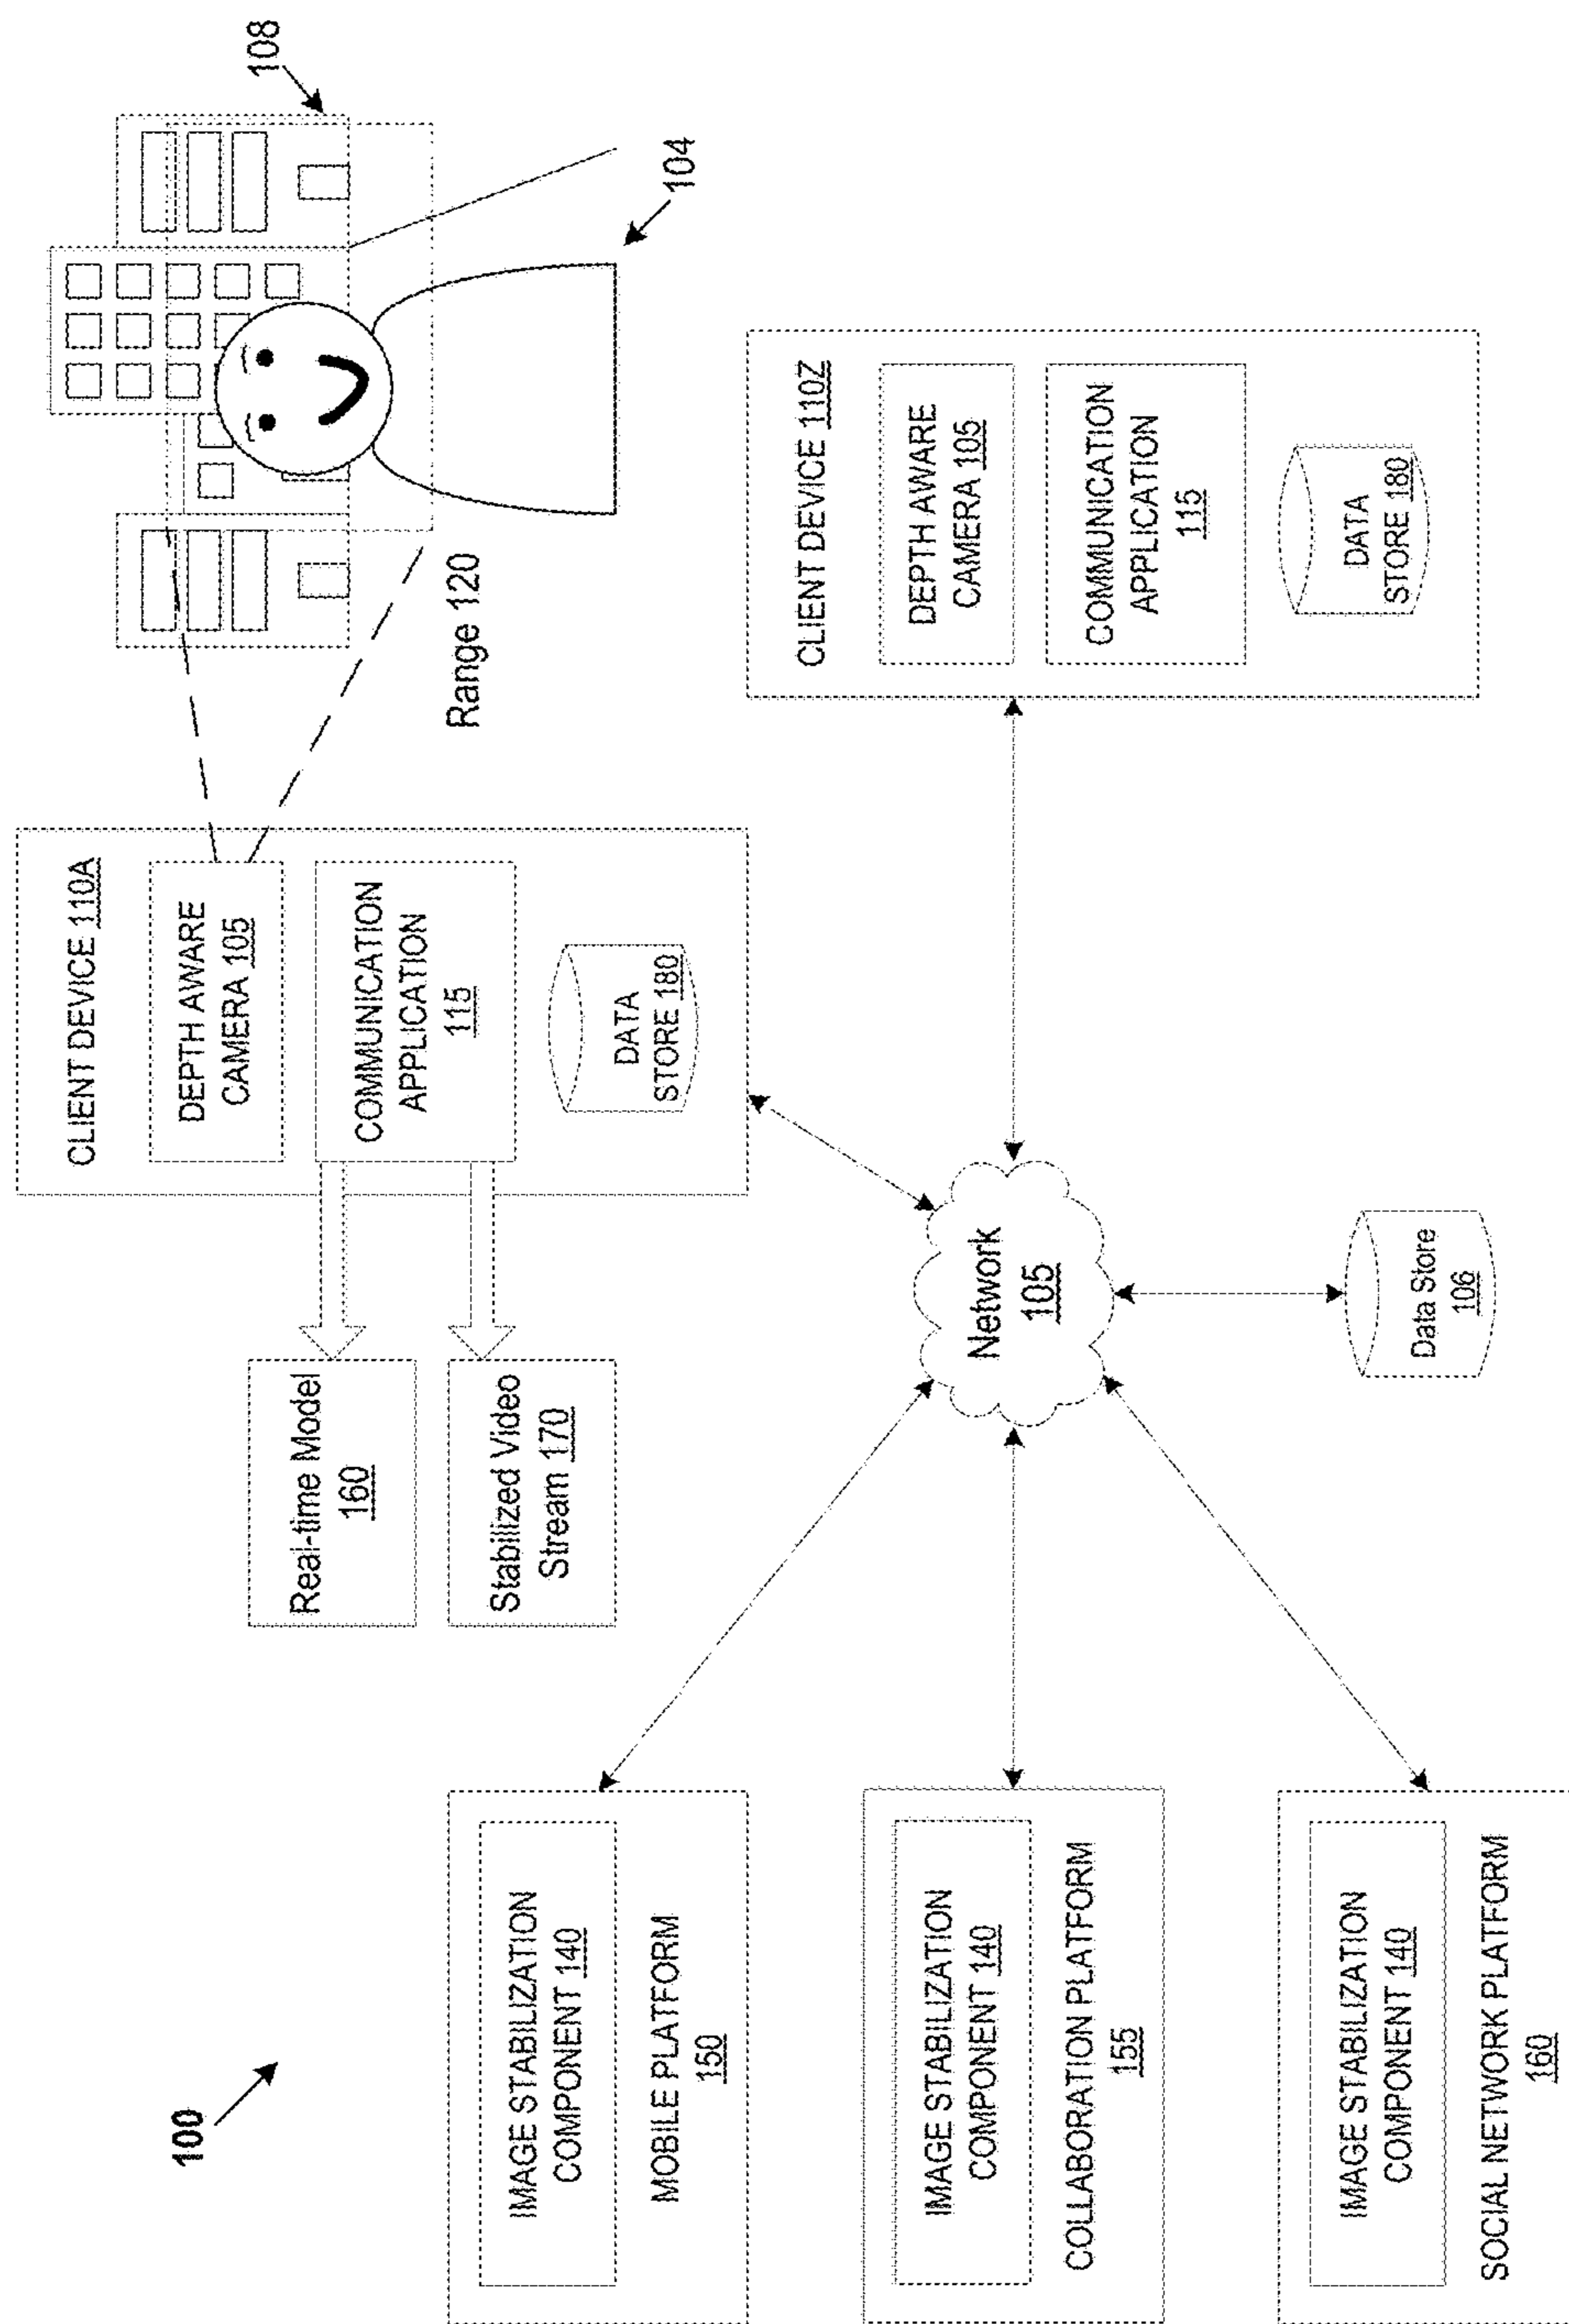 100
IMAGE STABILIZATION
COMPONENT 140
MOBILE PLATFORM
150
IMAGE STABILIZATION
COMPONENT 140
COLLABORATION PLATFORM
155
IMAGE STABILIZATION
COMPONENT 140
SOCIAL NETWORK PLATFORM
160
Real-time Model
160
Stabilized Video
Stream 170
Network
105
Data Store
106
CLIENT DEVICE 110A
DEPTH AWARE
CAMERA 105
COMMUNICATION
APPLICATION
115
DATA
STORE 180
Range 120
108
104
CLIENT DEVICE 110Z
DEPTH AWARE
CAMERA 105
COMMUNICATION
APPLICATION
115
DATA
STORE 180